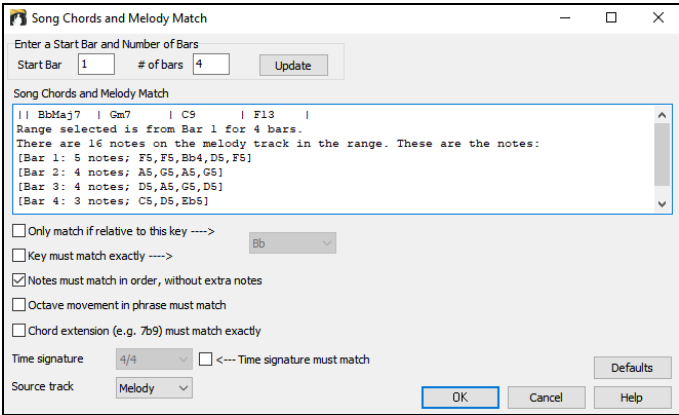 Song Chords and Melody Match
Enter a Start Bar and Number of Bars
Start Bar 1 # of bars 4 Update
Song Chords and Melody Match
|| BbMaj7 | Gm7 | C9 | F13 |
Range selected is from Bar 1 for 4 bars.
There are 16 notes on the melody track in the range. These are the notes:
[Bar 1: 5 notes; F5,F5,Bb4,D5,F5]
[Bar 2: 4 notes; A5,G5,A5,G5]
[Bar 3: 4 notes; D5,A5,G5,D5]
[Bar 4: 3 notes; C5,D5,Eb5]
Only match if relative to this key ---->
Bb
Key must match exactly ---->
Notes must match in order, without extra notes
Octave movement in phrase must match
Chord extension (e.g. 7b9) must match exactly
Time signature 4/4 <--- Time signature must match
Defaults
Source track Melody
OK Cancel Help